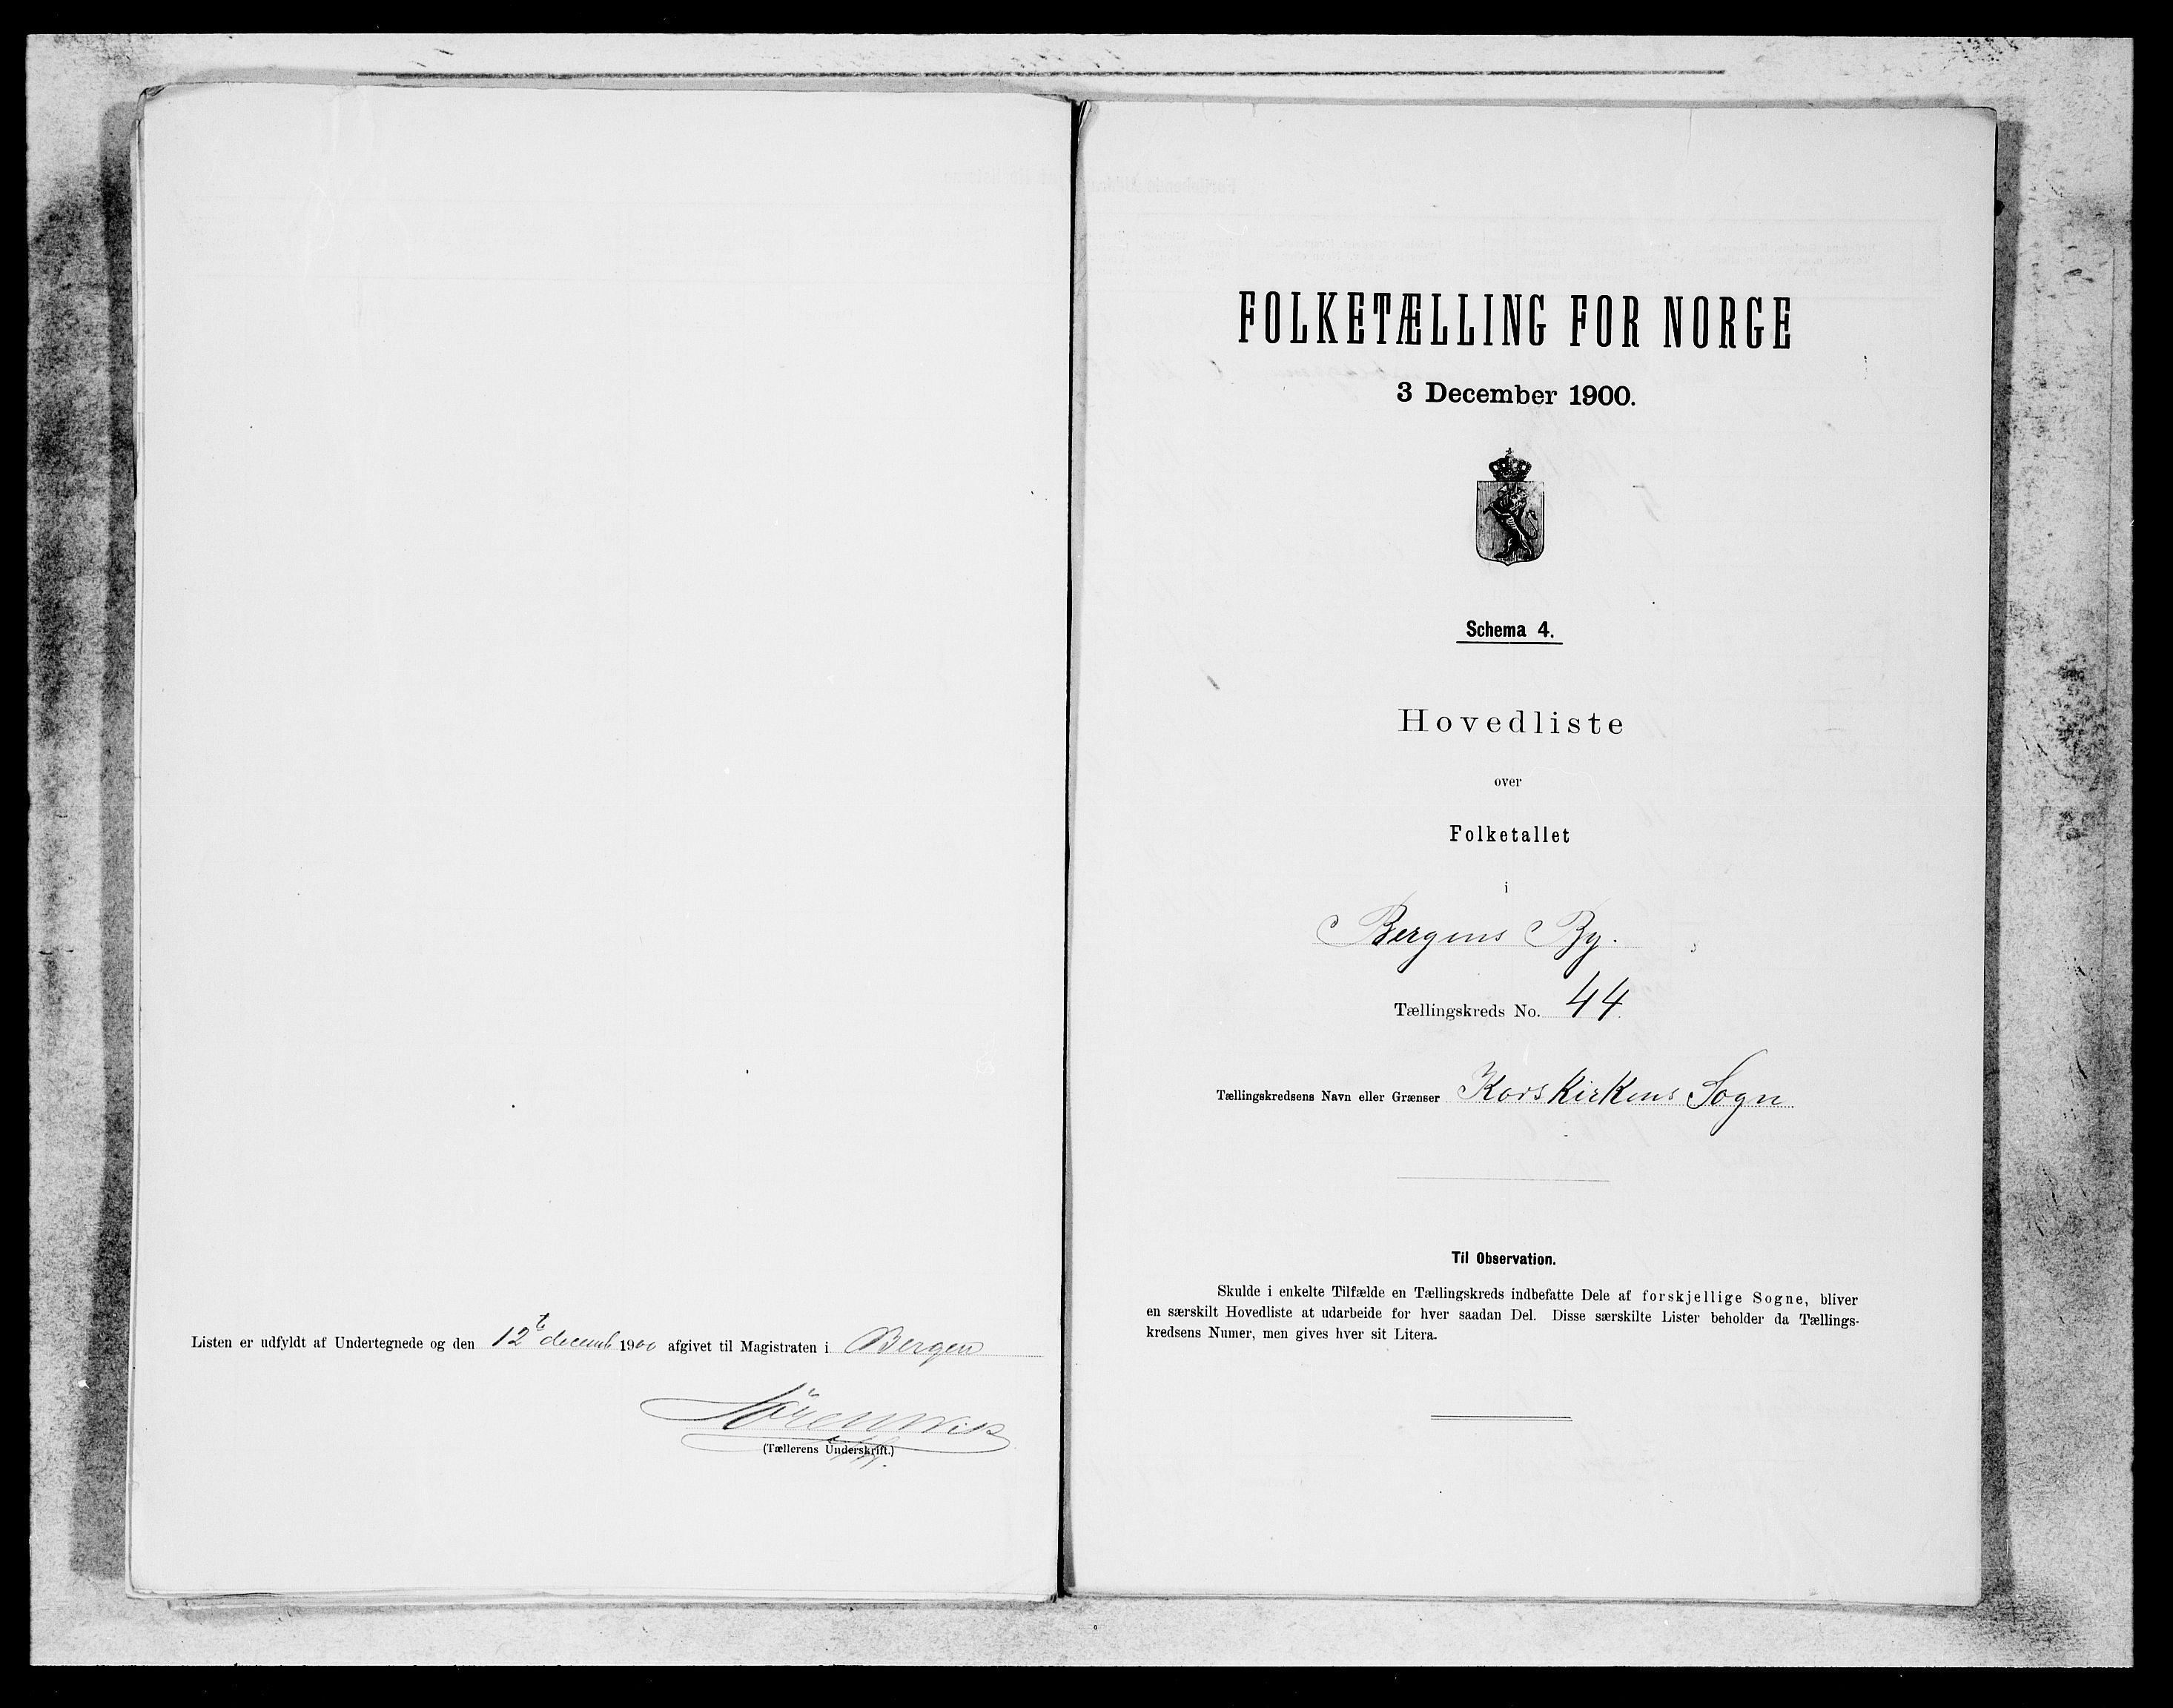 Listen er udfyldt af Undertegnede og den 12te decemb 1900 afgivet til Magistraten i Bergen
(Tællerens Underskrift.)
FOLKETÆLLING FOR NORGE
3 December 1900.
Schema 4.
Hovedliste
over
Folketallet
i
Bergens By.
Tællingskreds No. 44
Tællingskredsens Navn eller Grænser Korskirkens Sogn
Til Observation.
Skulde i enkelte Tilfælde en Tællingskreds indbefatte Dele af forskjellige Sogne, bliver
en særskilt Hovedliste at udarbeide for hver saadan Del. Disse særskilte Lister beholder da Tællings-
kredsens Numer, men gives hver sit Litera.